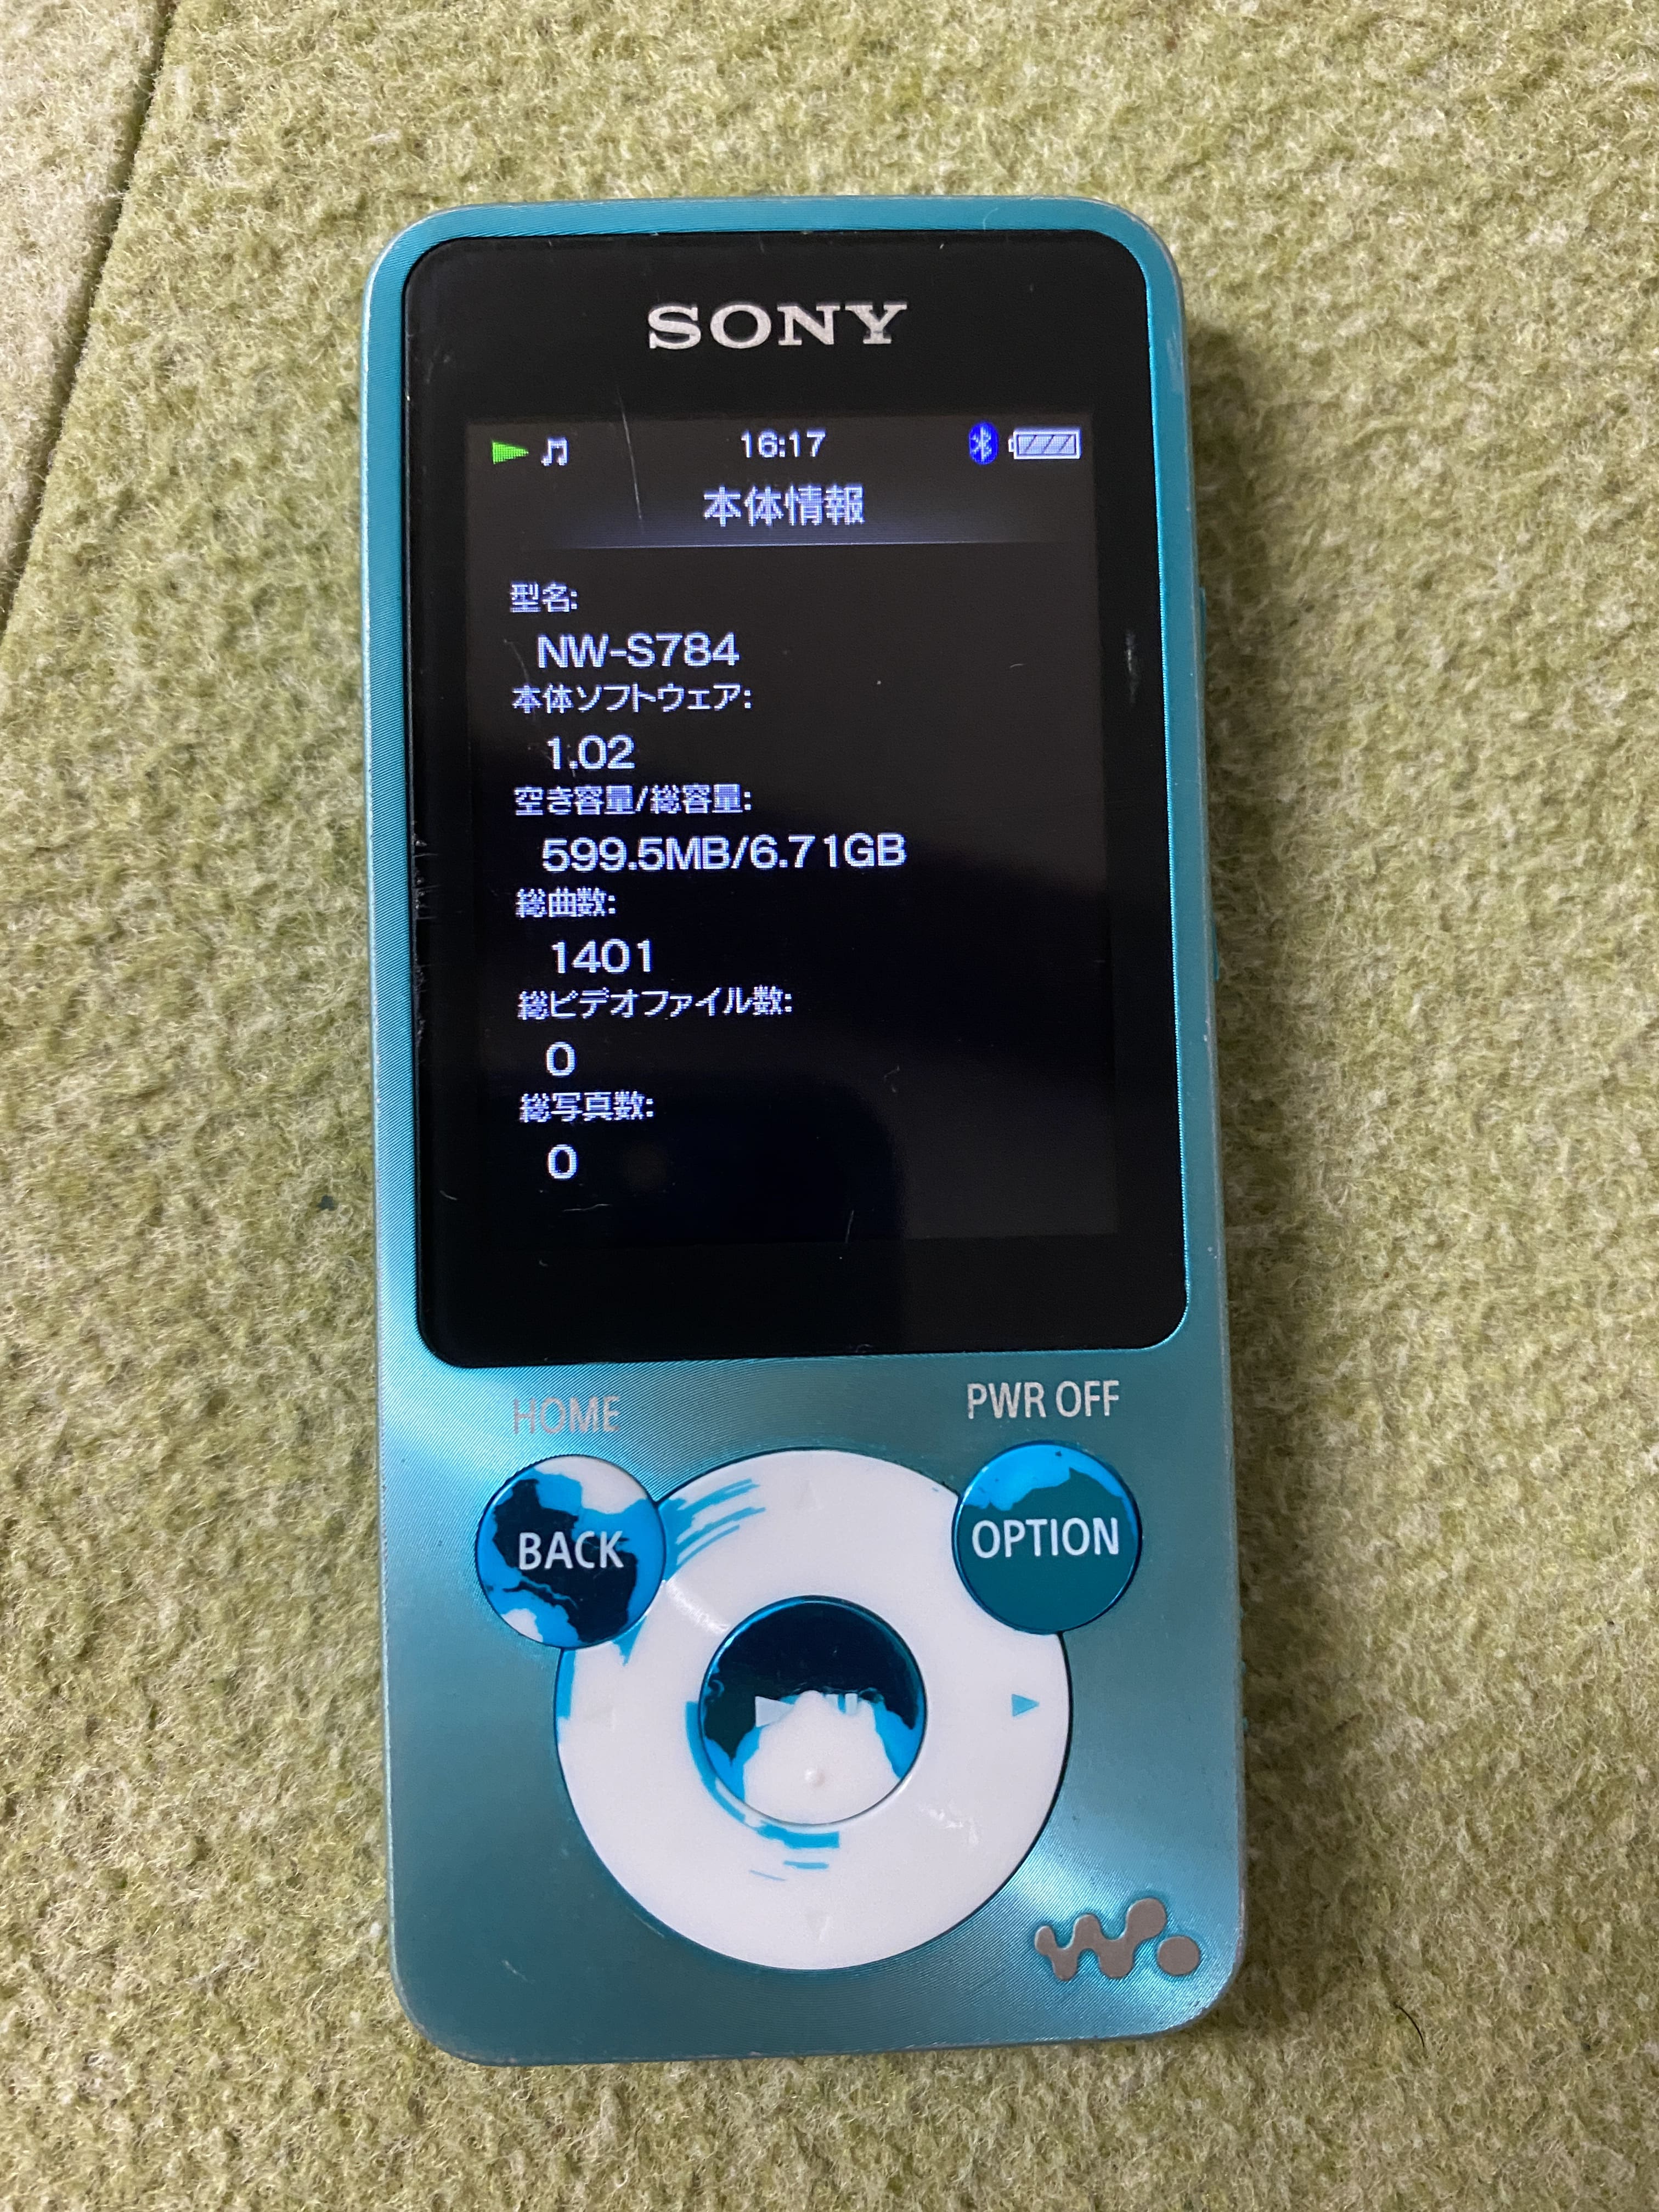 SONY
16:17
本体情報
型名:
NW-S784
本体ソフトウェア:
1.02
空き容量/総容量:
599.5MB/6.71GB
総曲数:
1401
総ビデオファイル数:
0
総写真数:
0
HOME
PWR OFF
BACK
OPTION